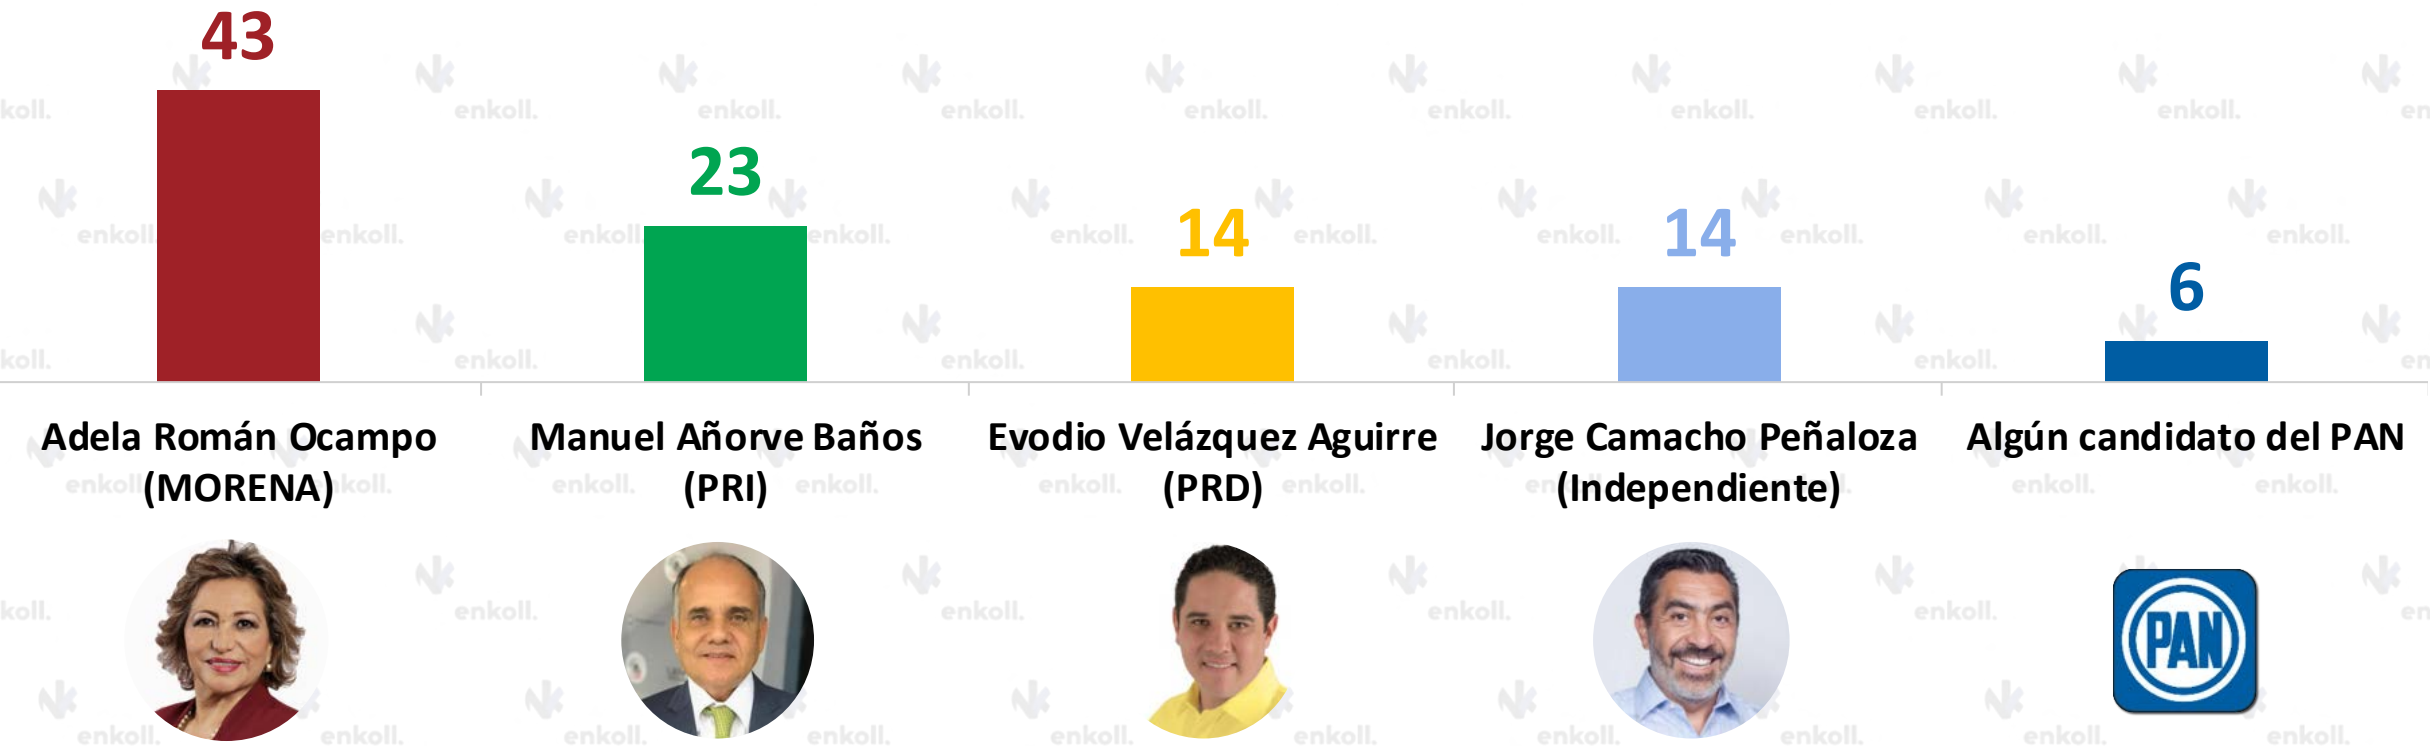 43
23
14
14
6
Adela Román Ocampo
(MORENA)
Manuel Añorve Baños
(PRI)
Evodio Velázquez Aguirre
(PRD)
Jorge Camacho Peñaloza
(Independiente)
Algún candidato del PAN
PAN
enkoll.